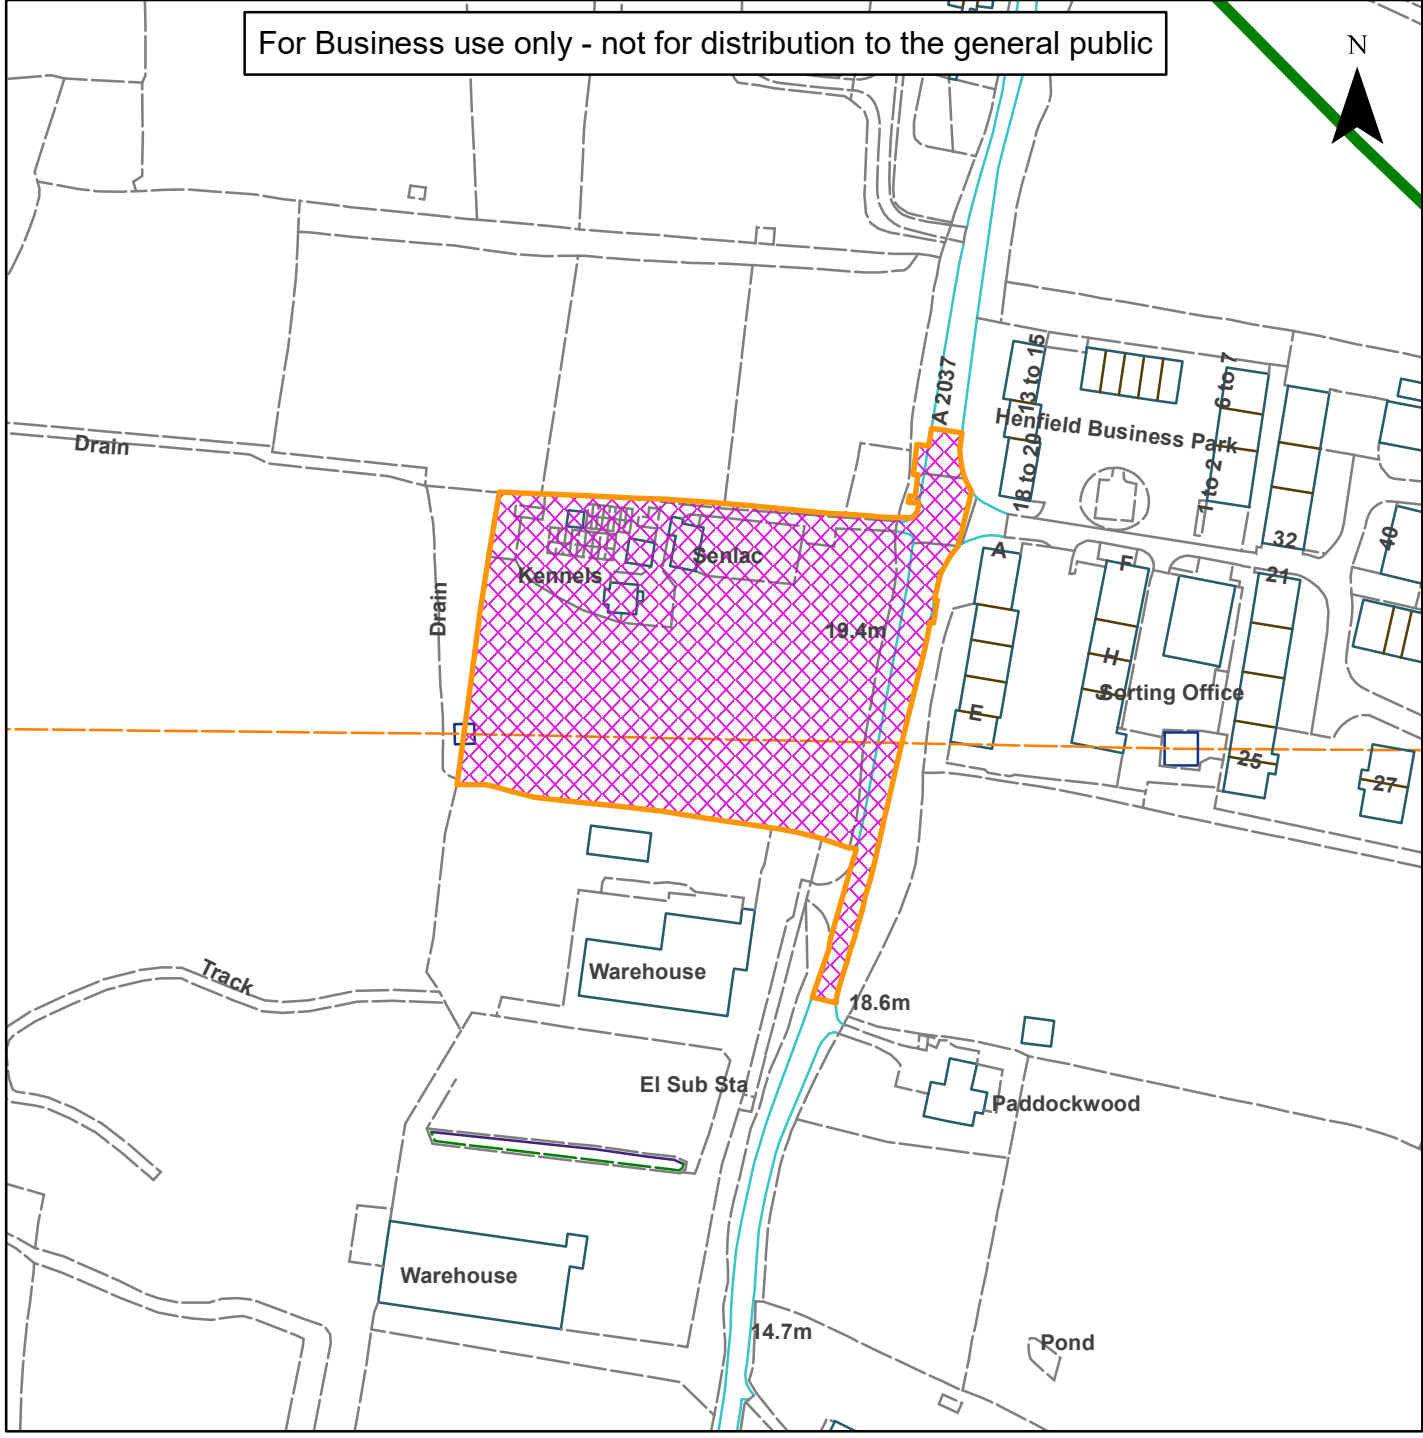 For Business use only - not for distribution to the general public
N
A 2037
13 to 15
6 to 7
Henfield Business Park
18 to 20
1 to 2
Drain
32
40
A
F
21
Senlac
Kennels
Drain
19.4m
H
Sorting Office
E
25
27
Warehouse
Track
18.6m
El Sub Sta
Paddockwood
Warehouse
14.7m
Pond